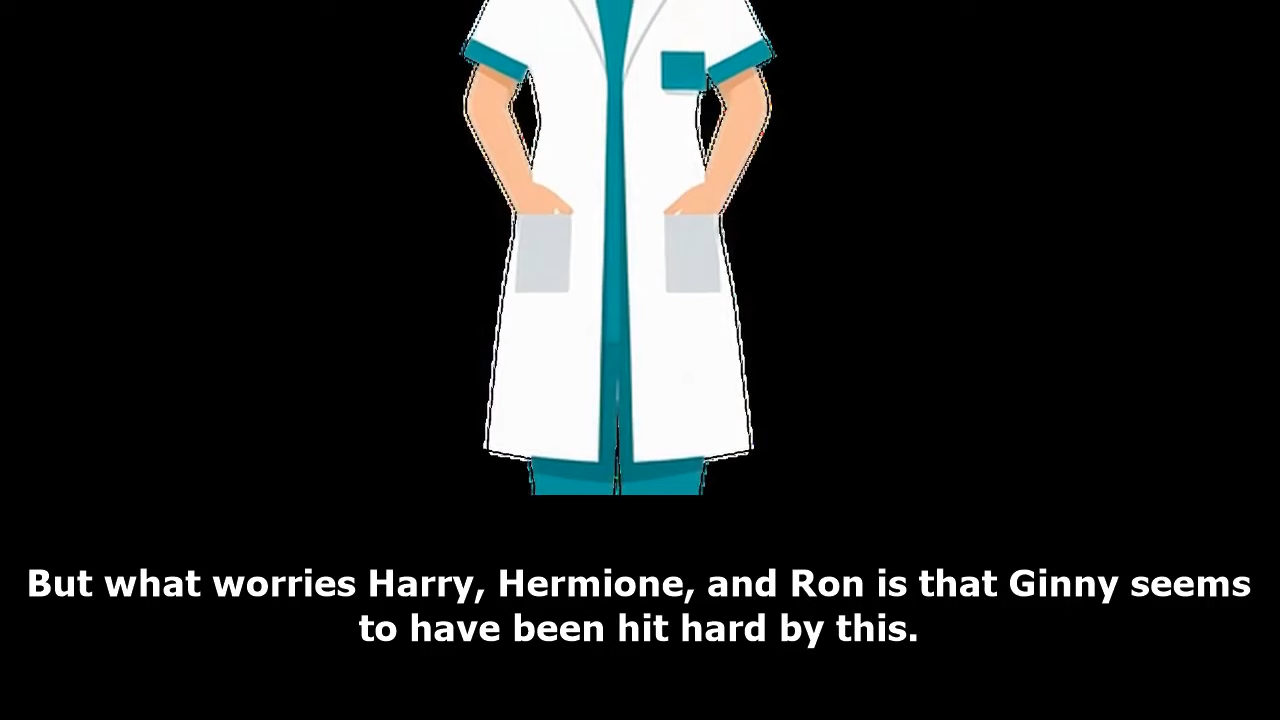 But what worries Harry, Hermione, and Ron is that Ginny seems
to have been hit hard by this.